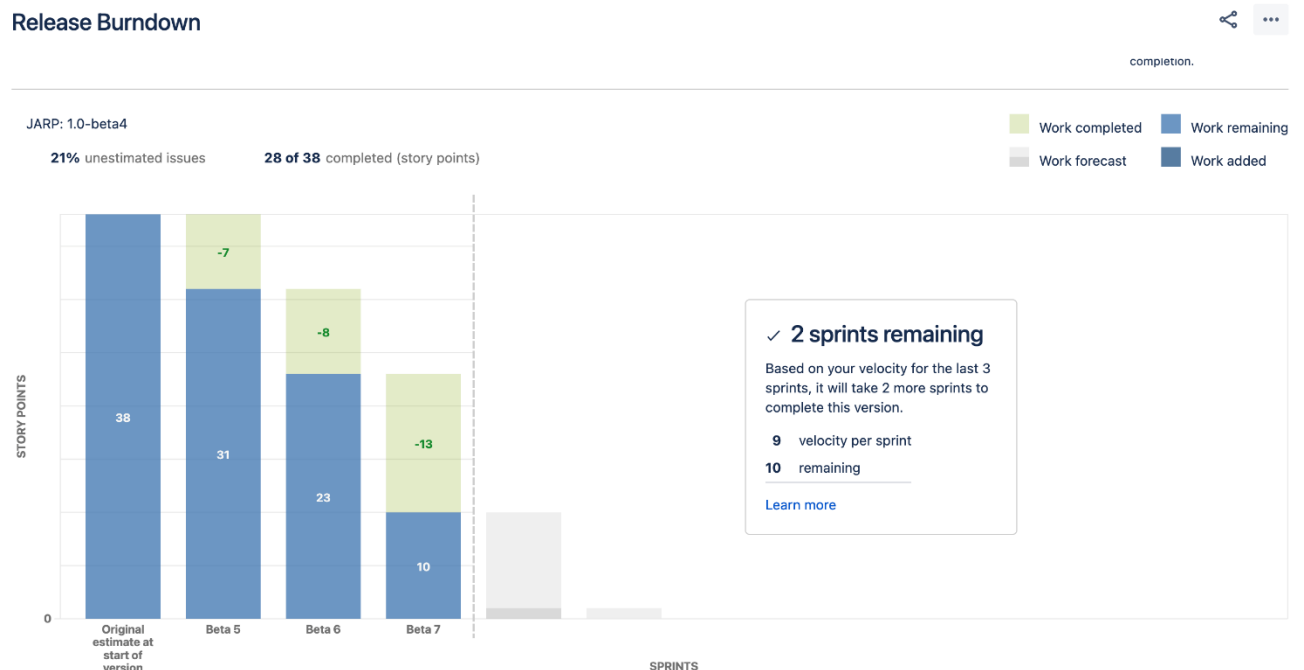 Release Burndown
completion.
JARP: 1.0-beta4
21% unestimated issues
28 of 38 completed (story points)
Work completed
Work remaining
Work forecast
Work added
STORY POINTS
-7
-8
38
-13
31
23
10
0
Original
estimate at
start of
version
Beta 5
Beta 6
Beta 7
SPRINTS
✓ 2 sprints remaining
Based on your velocity for the last 3
sprints, it will take 2 more sprints to
complete this version.
9 velocity per sprint
10 remaining
Learn more